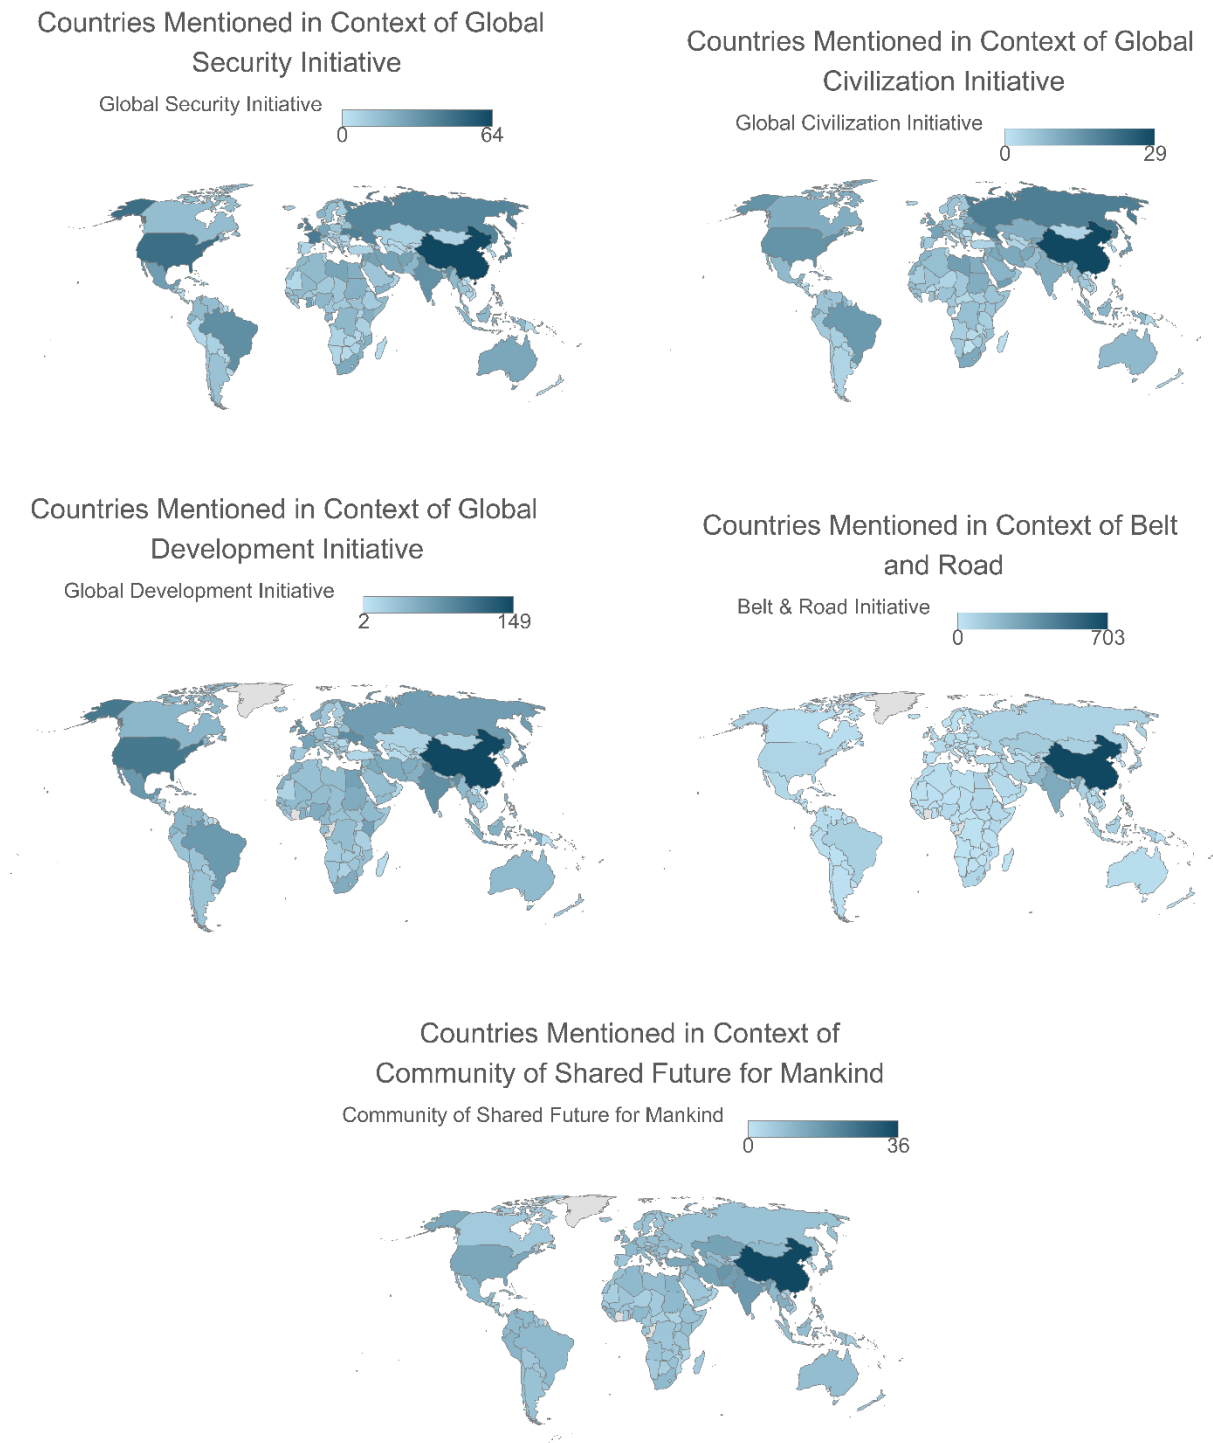 Countries Mentioned in Context of Global
Security Initiative
Global Security Initiative
0
64
Countries Mentioned in Context of Global
Civilization Initiative
Global Civilization Initiative
0
29
Countries Mentioned in Context of Global
Development Initiative
Global Development Initiative
2
149
Countries Mentioned in Context of Belt
and Road
Belt & Road Initiative
0
703
Countries Mentioned in Context of
Community of Shared Future for Mankind
Community of Shared Future for Mankind
0
36